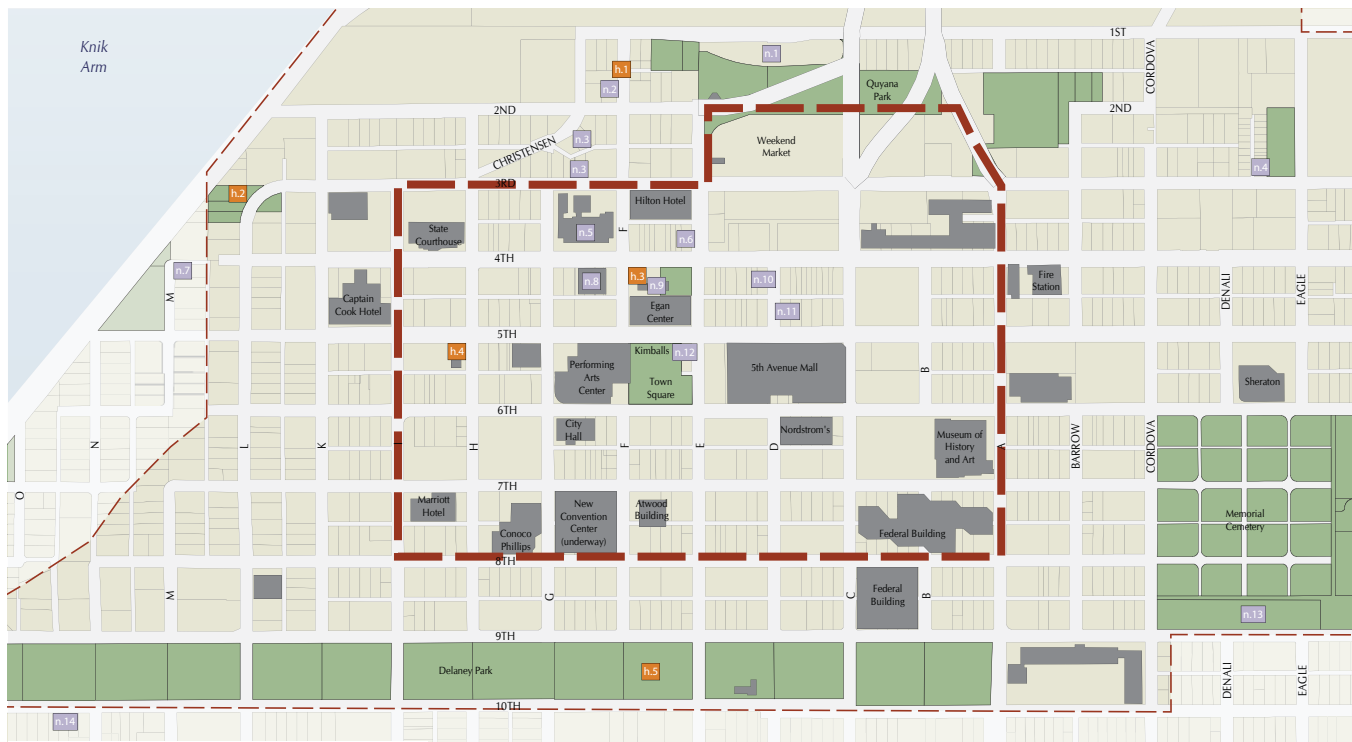 Knik
Arm
1ST
n.1
h.1
n.2
CORDOVA
Quyana
Park
2ND
2ND
n.3
CHRISTENSEN
Weekend
Market
n.3
n.4
3RD
h.2
Hilton Hotel
State
Courthouse
n.5
F
n.6
4TH
n.7
n.8
h.3
n.9
n.10
Fire
Station
M
DENALI
EAGLE
Captain
Cook Hotel
Egan
Center
n.11
5TH
h.4
Kimballs
n.12
Performing
Arts
Center
5th Avenue Mall
B
Town
Square
Sheraton
6TH
City
Hall
Nordstrom's
N
L
K
I
H
F
E
D
Museum of
History
and Art
A
BARROW
CORDOVA
O
7TH
Marriott
Hotel
Conoco
Phillips
New
Convention
Center
(underway)
Atwood
Building
Federal Building
Memorial
Cemetery
8TH
M
G
C
Federal
Building
B
n.13
9TH
Delaney Park
h.5
DENALI
EAGLE
10TH
n.14